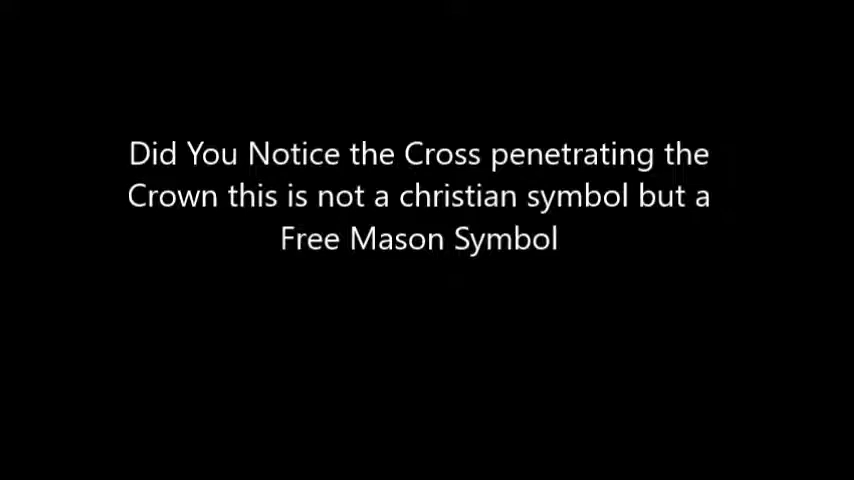 Did You Notice the Cross penetrating the
Crown this is not a christian symbol but a
Free Mason Symbol